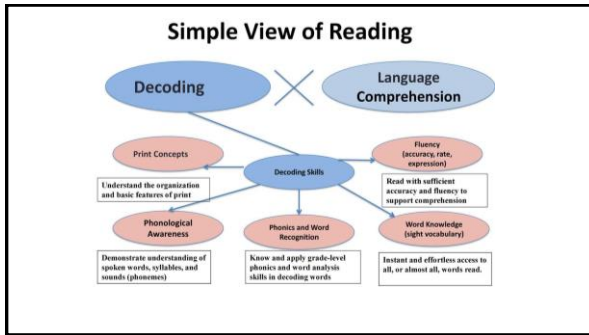 Simple View of Reading
Decoding
Language
Comprehension
Print Concepts
Understand the organization
and basic features of print
Decoding Skills
Fluency
(accuracy, rate,
expression)
Read with sufficient
accuracy and fluency to
support comprehension
Phonological
Awareness
Demonstrate understanding of
spoken words, syllables, and
sounds (phonemes)
Phonics and Word
Recognition
Know and apply grade-level
phonics and word analysis
skills in decoding words
Word Knowledge
(sight vocabulary)
Instant and effortless access to
all, or almost all, words read.